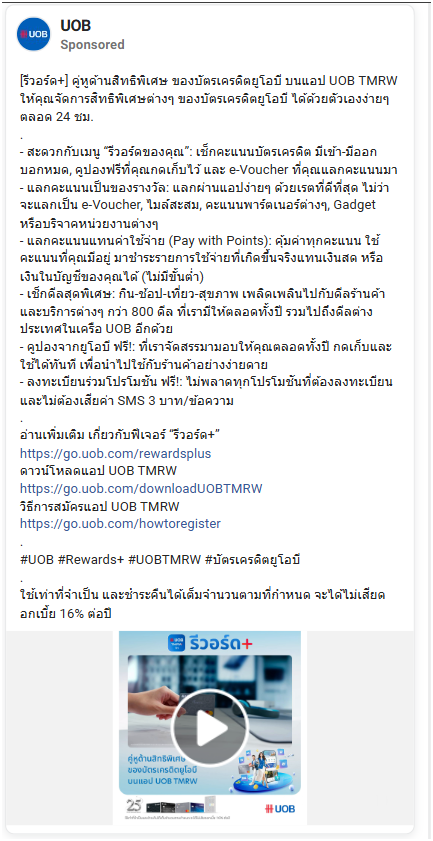 UOB
UOB
Sponsored
[รีวอร์ด+] คู่หูด้านสิทธิพิเศษ ของบัตรเครดิตยูโอบี บนแอป UOB TMRW
ให้คุณจัดการสิทธิพิเศษต่างๆ ของบัตรเครดิตยูโอบี ได้ด้วยตัวเองง่ายๆ
ตลอด 24 ชม.
.
- สะดวกกับเมนู “รีวอร์ดของคุณ”: เช็กคะแนนบัตรเครดิต มีเข้า-มีออก
บอกหมด, คูปองฟรีที่คุณกดเก็บไว้ และ e-Voucher ที่คุณแลกคะแนนมา
- แลกคะแนนเป็นของรางวัล: แลกผ่านแอปง่ายๆ ด้วยเรตที่ดีที่สุด ไม่ว่า
จะแลกเป็น e-Voucher, ไมล์สะสม, คะแนนพาร์ตเนอร์ต่างๆ, Gadget
หรือบริจาคหน่วยงานต่างๆ
- แลกคะแนนแทนค่าใช้จ่าย (Pay with Points): คุ้มค่าทุกคะแนน ใช้
คะแนนที่คุณมีอยู่ มาชำระรายการใช้จ่ายที่เกิดขึ้นจริงแทนเงินสด หรือ
เงินในบัญชีของคุณได้ (ไม่มีขั้นต่ำ)
- เช็กดีลสุดพิเศษ: กิน-ช้อป-เที่ยว-สุขภาพ เพลิดเพลินไปกับดีลร้านค้า
และบริการต่างๆ กว่า 800 ดีล ที่เรามีให้ตลอดทั้งปี รวมไปถึงดีลต่าง
ประเทศในเครือ UOB อีกด้วย
- คูปองจากยูโอบี ฟรี!: ที่เราจัดสรรมามอบให้คุณตลอดทั้งปี กดเก็บและ
ใช้ได้ทันที เพื่อนำไปใช้กับร้านค้าอย่างง่ายดาย
- ลงทะเบียนร่วมโปรโมชัน ฟรี!: ไม่พลาดทุกโปรโมชันที่ต้องลงทะเบียน
และไม่ต้องเสียค่า SMS 3 บาท/ข้อความ
.
อ่านเพิ่มเติม เกี่ยวกับฟีเจอร์ “รีวอร์ด+”
https://go.uob.com/rewardsplus
ดาวน์โหลดแอป UOB TMRW
https://go.uob.com/downloadUOBTMRW
วิธีการสมัครแอป UOB TMRW
https://go.uob.com/howtoregister
.
#UOB #Rewards+ #UOBTMRW #บัตรเครดิตยูโอบี
.
ใช้เท่าที่จำเป็น และชำระคืนได้เต็มจำนวนตามที่กำหนด จะได้ไม่เสียด
อกเบี้ย 16% ต่อปี
รีวอร์ด+
คู่หูด้านสิทธิพิเศษ
ของบัตรเครดิตยูโอบี
บนแอป UOB TMRW
25
UOB